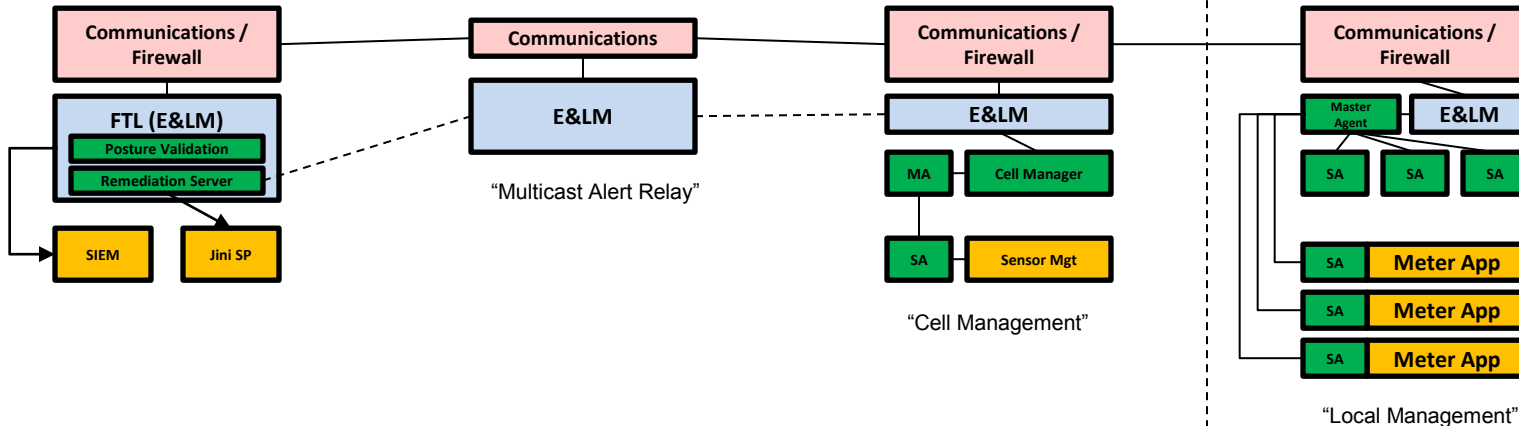 Communications /
Firewall
FTL (E&LM)
Posture Validation
Remediation Server
SIEM
Jini SP
Communications
E&LM
“Multicast Alert Relay”
Communications /
Firewall
E&LM
MA
Cell Manager
SA
Sensor Mgt
“Cell Management”
Communications /
Firewall
Master
Agent
E&LM
SA
SA
SA
SA
Meter App
SA
Meter App
SA
Meter App
“Local Management”